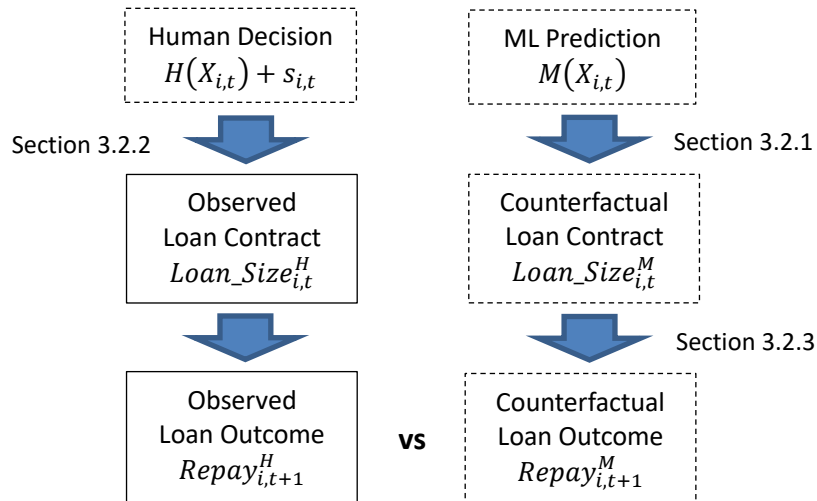 Human Decision
H(X_{i,t}) + s_{i,t}
ML Prediction
M(X_{i,t})
Section 3.2.2
Section 3.2.1
Observed
Loan Contract
Loan_Size^H_{i,t}
Counterfactual
Loan Contract
Loan_Size^M_{i,t}
Section 3.2.3
Observed
Loan Outcome
Repay^H_{i,t+1}
vs
Counterfactual
Loan Outcome
Repay^M_{i,t+1}